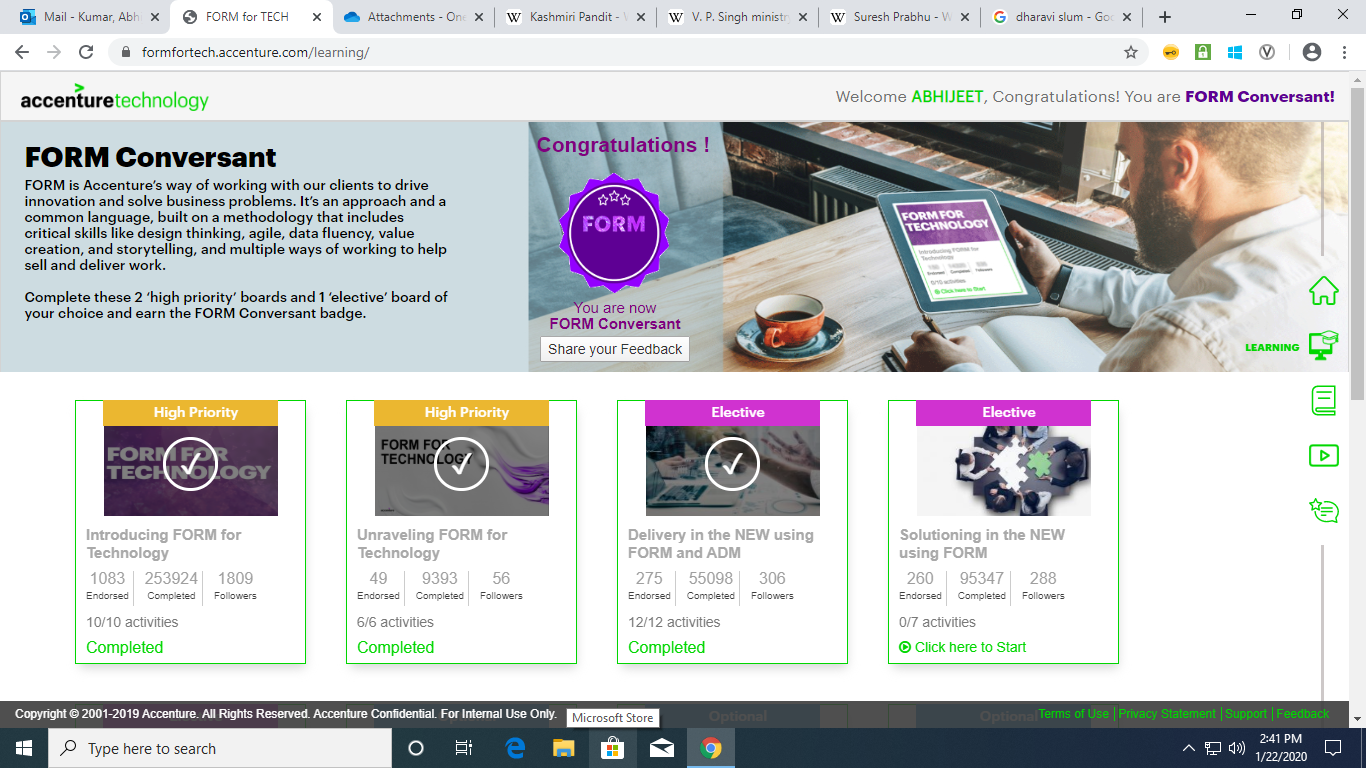 Mail - Kumar, Abh
FORM for TECH
Attachments - One
Kashmiri Pandit -
V. P. Singh ministry
Suresh Prabhu - W
dharavi slum - Goo
formfortech.accenture.com/learning/
accenturetechnology
Welcome ABHIJEET, Congratulations! You are FORM Conversant!
FORM Conversant
FORM is Accenture's way of working with our clients to drive
innovation and solve business problems. It's an approach and a
common language, built on a methodology that includes
critical skills like design thinking, agile, data fluency, value
creation, and storytelling, and multiple ways of working to help
sell and deliver work.
Complete these 2 'high priority' boards and 1 'elective' board of
your choice and earn the FORM Conversant badge.
Congratulations !
FORM
You are now
FORM Conversant
Share your Feedback
FORM FOR
TECHNOLOGY
Introducing FORM for
Technology
0/10 activities
Click here to Start
LEARNING
High Priority
FORM FOR
TECHNOLOGY
Introducing FORM for
Technology
1083 253924 1809
Endorsed Completed Followers
10/10 activities
Completed
High Priority
FORM FOR
TECHNOLOGY
Unraveling FORM for
Technology
49 9393 56
Endorsed Completed Followers
6/6 activities
Completed
Elective
Delivery in the NEW using
FORM and ADM
275 55098 306
Endorsed Completed Followers
12/12 activities
Completed
Elective
Solutioning in the NEW
using FORM
260 95347 288
Endorsed Completed Followers
0/7 activities
Click here to Start
Optional
Optional
Copyright © 2001-2019 Accenture. All Rights Reserved. Accenture Confidential. For Internal Use Only.
Terms of Use | Privacy Statement | Support | Feedback
Microsoft Store
Type here to search
2:41 PM
1/22/2020